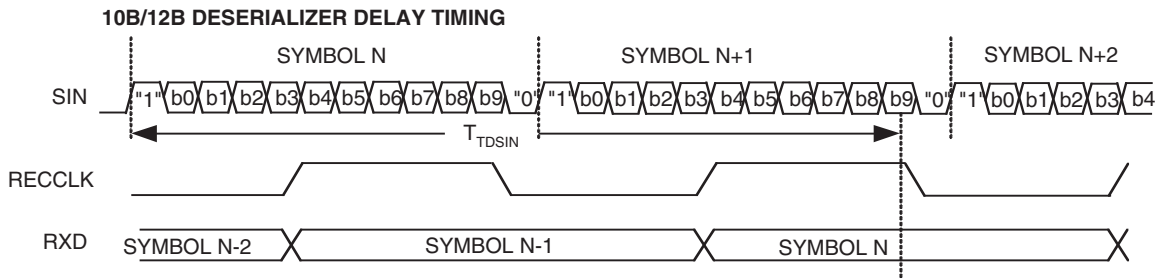 10B/12B DESERIALIZER DELAY TIMING
SYMBOL N SYMBOL N+1 SYMBOL N+2
SIN "1" b0 b1 b2 b3 b4 b5 b6 b7 b8 b9 "0" "1" b0 b1 b2 b3 b4 b5 b6 b7 b8 b9 "0" "1" b0 b1 b2 b3 b4
TTDSIN
RECCLK
RXD SYMBOL N-2 SYMBOL N-1 SYMBOL N